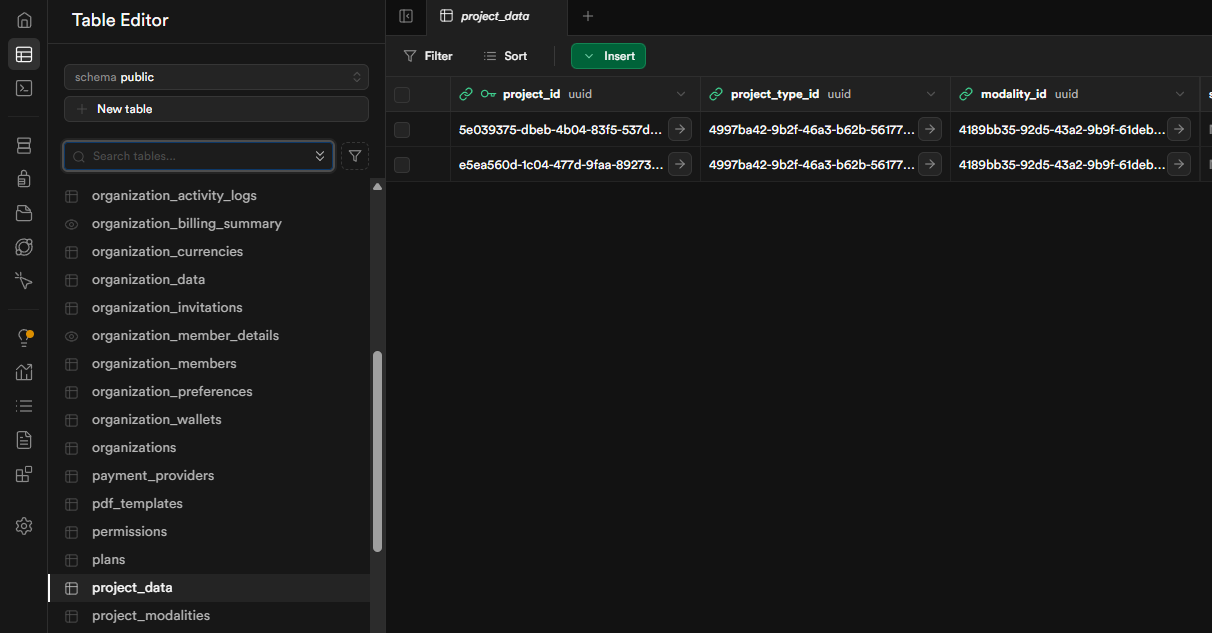 Table Editor
schema public
New table
Search tables...
organization_activity_logs
organization_billing_summary
organization_currencies
organization_data
organization_invitations
organization_member_details
organization_members
organization_preferences
organization_wallets
organizations
payment_providers
pdf_templates
permissions
plans
project_data
project_modalities
project_data
Filter Sort Insert
project_id uuid project_type_id uuid modality_id uuid
5e039375-dbeb-4b04-83f5-537d... 4997ba42-9b2f-46a3-b62b-56177... 4189bb35-92d5-43a2-9b9f-61deb...
e5ea560d-1c04-477d-9faa-89273... 4997ba42-9b2f-46a3-b62b-56177... 4189bb35-92d5-43a2-9b9f-61deb...